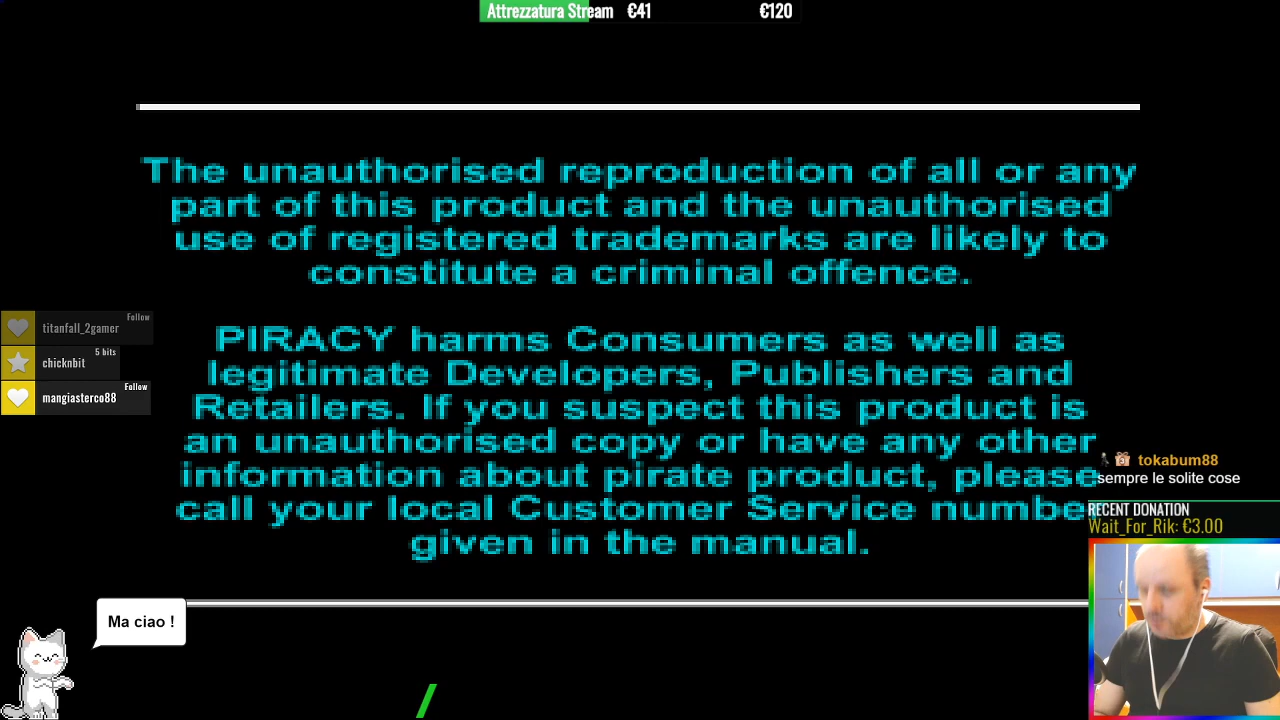 Attrezzatura Stream €41 €120
The unauthorised reproduction of all or any
part of this product and the unauthorised
use of registered trademarks are likely to
constitute a criminal offence.
PIRACY harms Consumers as well as
legitimate Developers, Publishers and
Retailers. If you suspect this product is
an unauthorised copy or have any other
information about pirate product, please
call your local Customer Service numbe
given in the manual.
titanfall_2gamer Follow
chicknbit 5 bits
mangiasterco88 Follow
tokabum88
sempre le solite cose
RECENT DONATION
Wait_For_Rik: €3.00
Ma ciao !
/